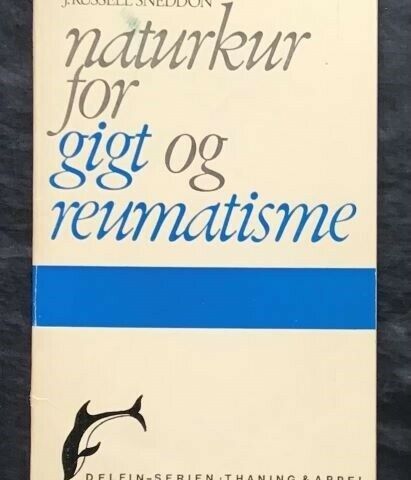 J. RUSSELL SNEDDON
naturkur
for
gigt og
reumatisme
DELFIN-SERIEN · THANING & APPEL